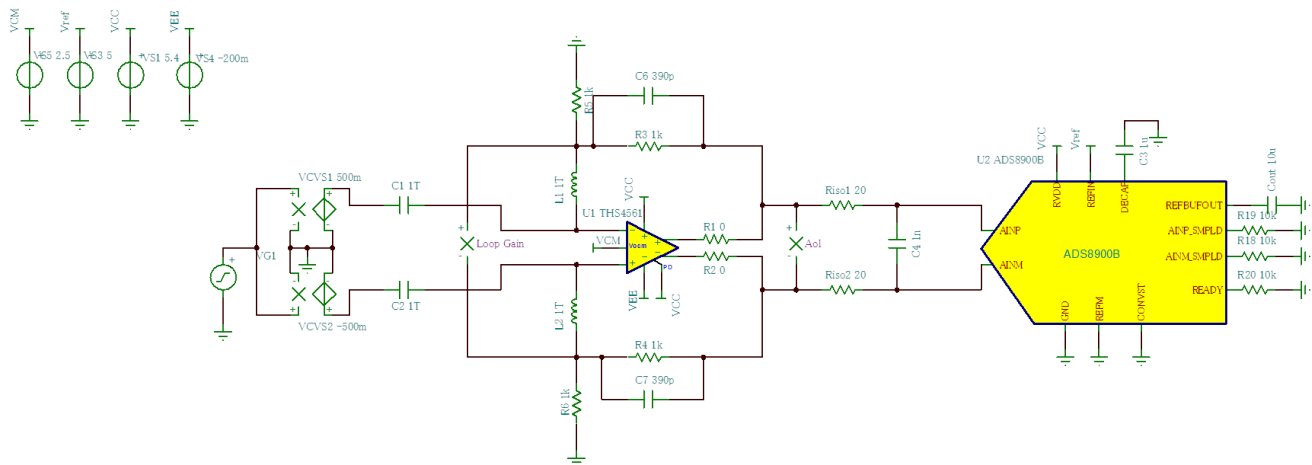 VCM
Vref
VCC
VEE
VS5 2.5
VS3 5
VS1 5.4
VS4 -200m
C6 390p
R5 1k
R3 1k
VCVS1 500m
C1 1T
L1 1T
VCC
U1 THS4561
VCM
Vocm
PD
R1 0
R2 0
Loop Gain
Aol
VG1
VCVS2 -500m
C2 1T
L2 1T
VEE
VCC
R4 1k
C7 390p
R6 1k
Riso1 20
Riso2 20
C4 1n
U2 ADS8900B
VCC
Vref
C3 1u
Cout 10u
RVDD
REFIN
DECAP
REFBUFOUT
AINP
AINP_SMPLD
R19 10k
ADS8900B
AINM_SMPLD
R18 10k
AINM
READY
R20 10k
GND
REFM
CONVST